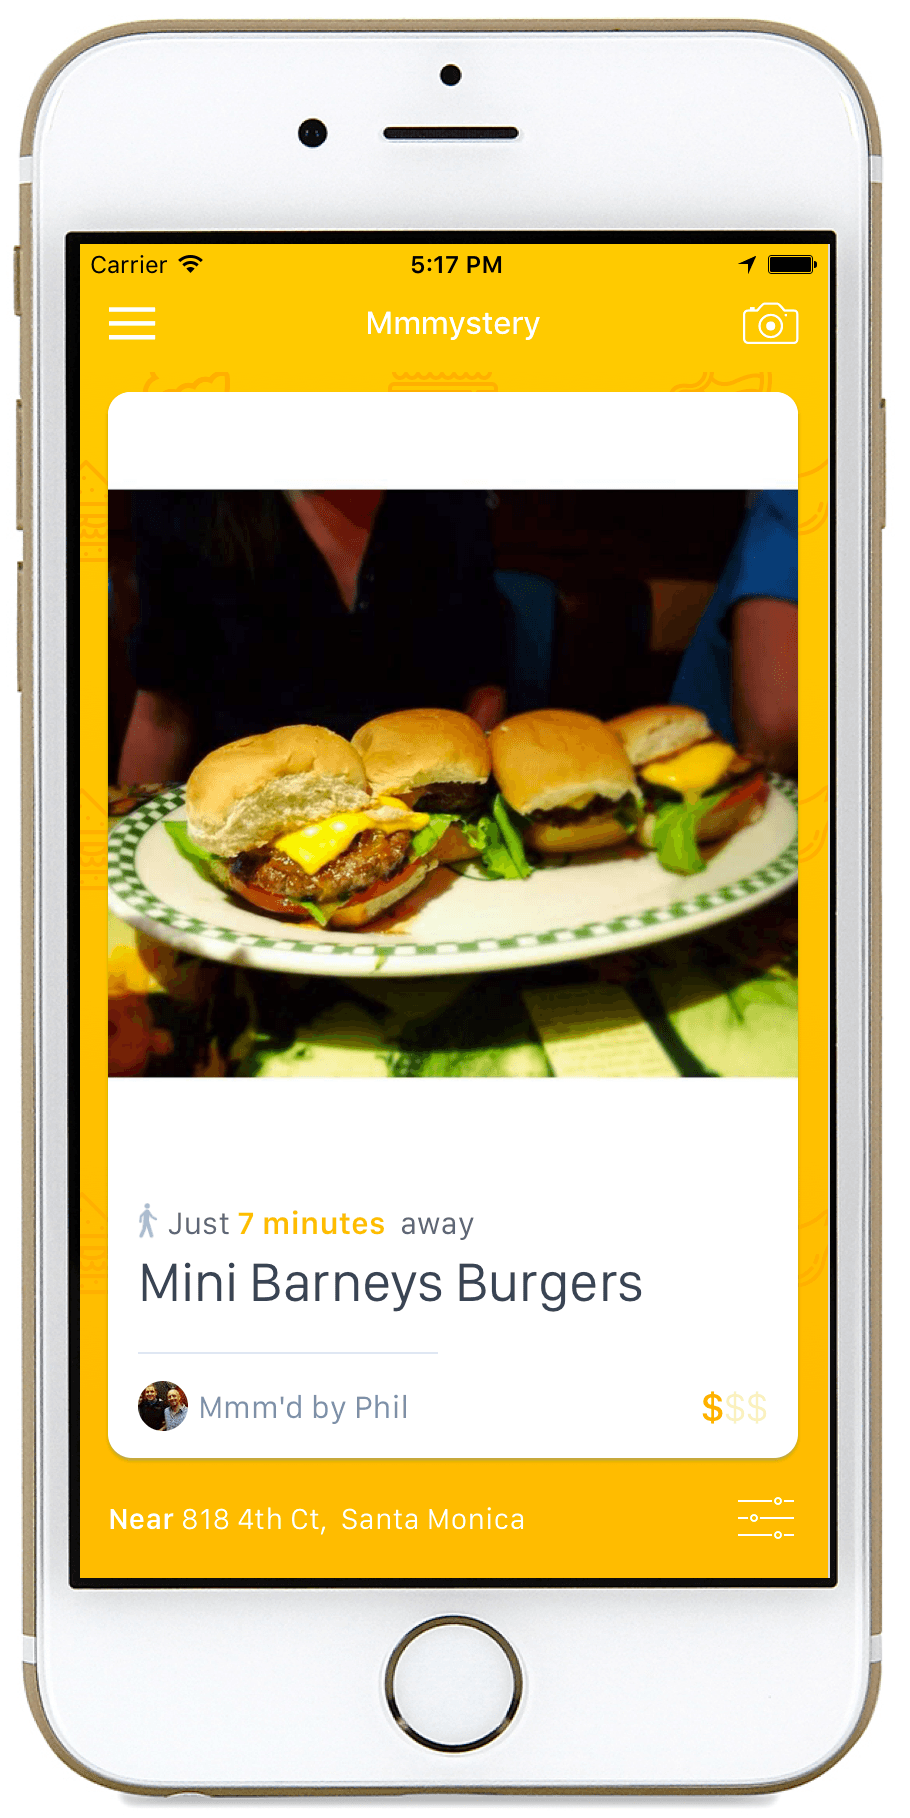 Carrier 5:17 PM
Mmmystery
Just 7 minutes away
Mini Barneys Burgers
Mmm'd by Phil $$$
Near 818 4th Ct, Santa Monica